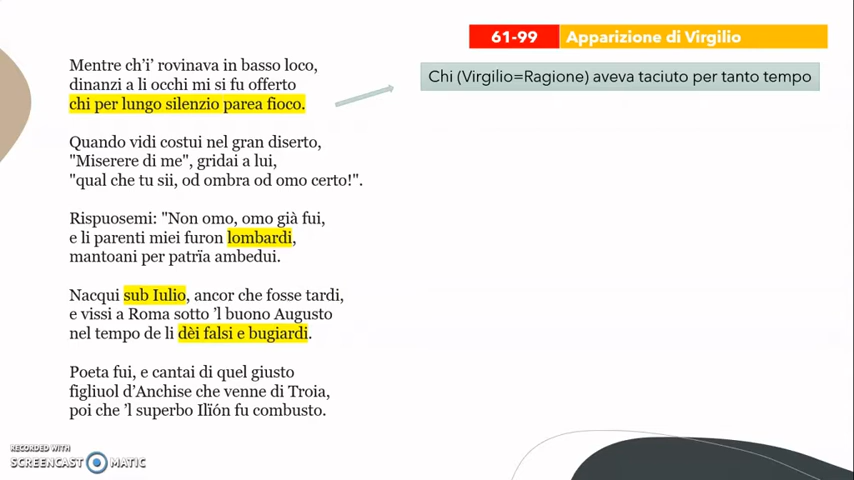 61-99 Apparizione di Virgilio
Mentre ch'i' rovinava in basso loco,
dinanzi a li occhi mi si fu offerto
chi per lungo silenzio parea fioco.
Chi (Virgilio=Ragione) aveva taciuto per tanto tempo
Quando vidi costui nel gran diserto,
"Miserere di me", gridai a lui,
"qual che tu sii, od ombra od omo certo!".
Rispuosemi: "Non omo, omo già fui,
e li parenti miei furon lombardi,
mantoani per patrïa ambedui.
Nacqui sub Iulio, ancor che fosse tardi,
e vissi a Roma sotto 'l buono Augusto
nel tempo de li dèi falsi e bugiardi.
Poeta fui, e cantai di quel giusto
figliuol d'Anchise che venne di Troia,
poi che 'l superbo Ilïón fu combusto.
RECORDED WITH
SCREENCAST MATIC